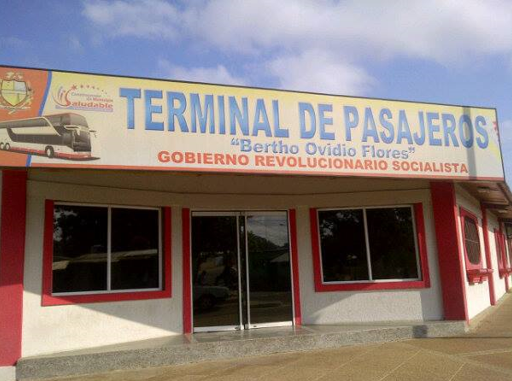 Saludable
TERMINAL DE PASAJEROS
"Bertho Ovidio Flores"
GOBIERNO REVOLUCIONARIO SOCIALISTA